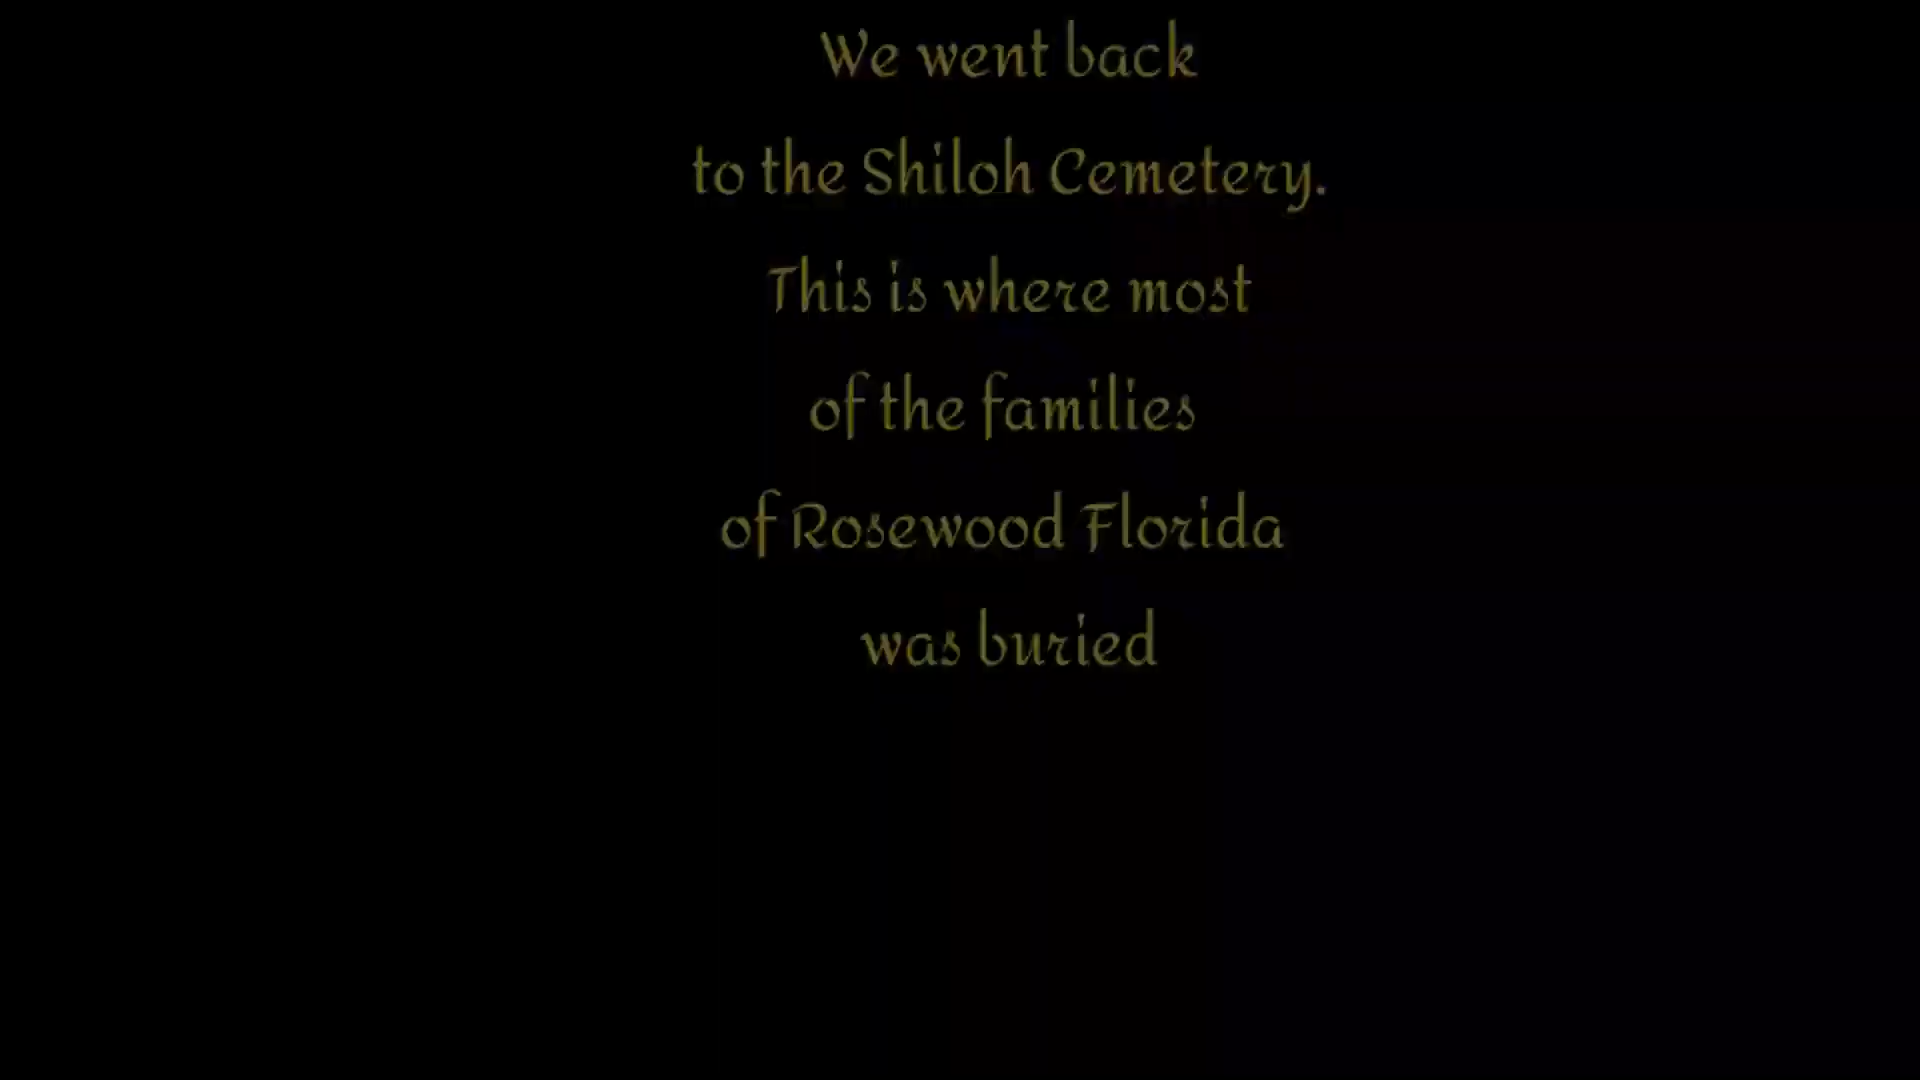 We went back
to the Shiloh Cemetery.
This is where most
of the families
of Rosewood Florida
was buried